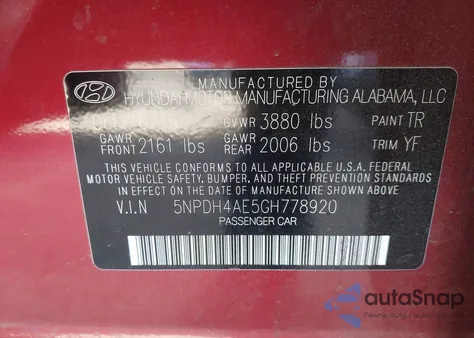 MANUFACTURED BY
HYUNDAI MOTOR MANUFACTURING ALABAMA, LLC
GVWR 3880 lbs PAINT TR
GAWR FRONT 2161 lbs GAWR REAR 2006 lbs TRIM YF
THIS VEHICLE CONFORMS TO ALL APPLICABLE U.S.A. FEDERAL
MOTOR VEHICLE SAFETY, BUMPER, AND THEFT PREVENTION STANDARDS
IN EFFECT ON THE DATE OF MANUFACTURE SHOWN ABOVE.
V.I.N 5NPDH4AE5GH778920
PASSENGER CAR
autoSnap